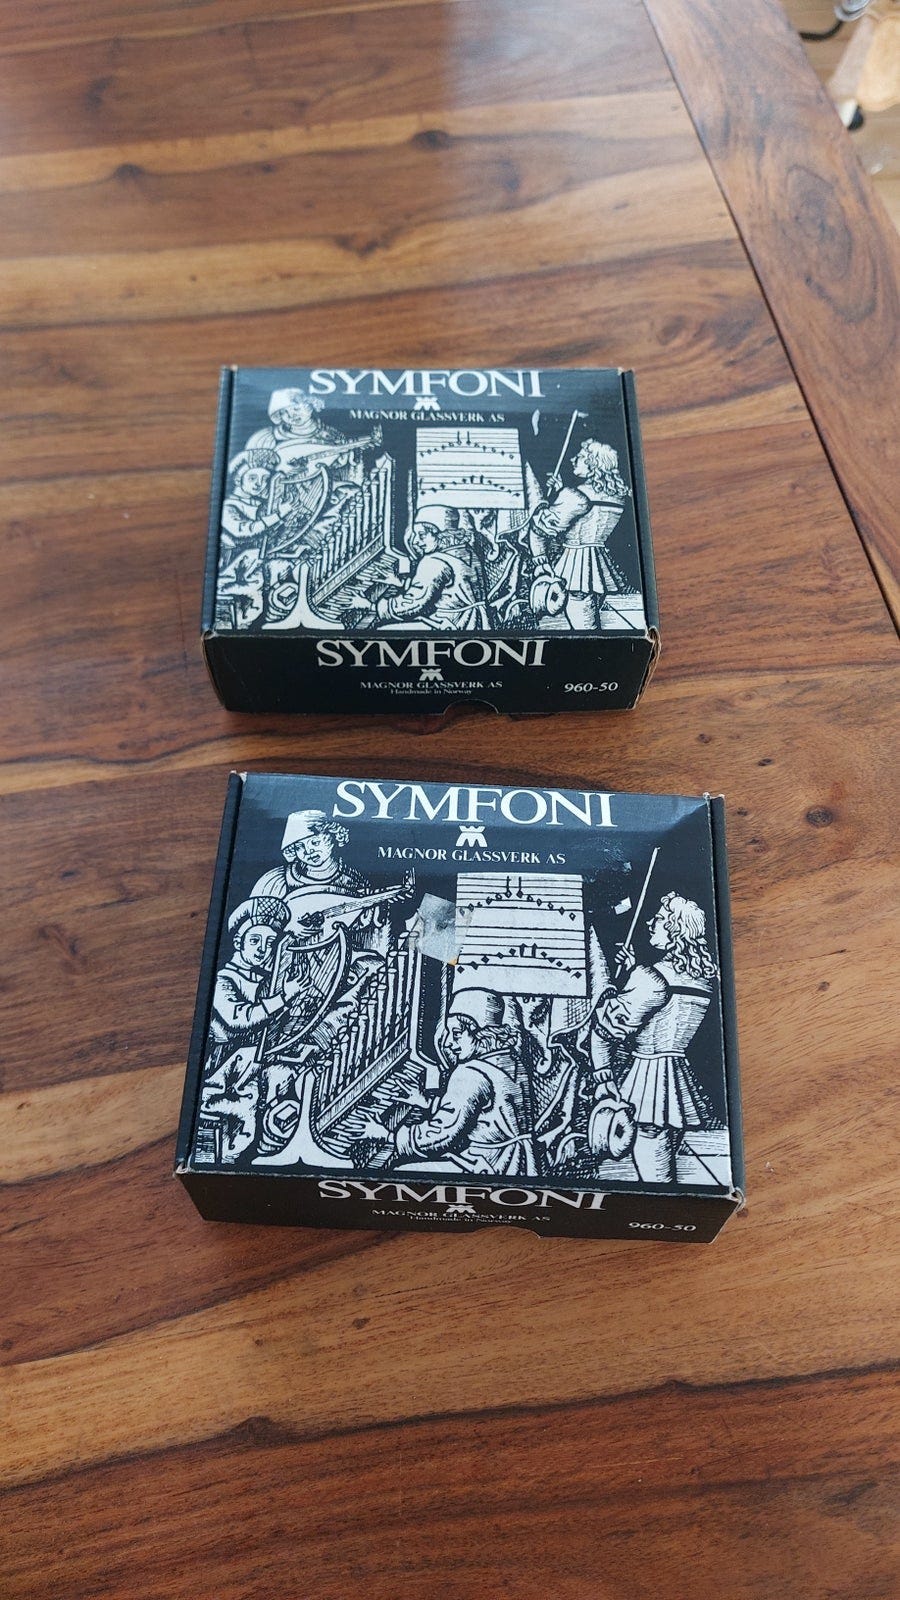 SYMFONI
MAGNOR GLASSVERK AS
SYMFONI
MAGNOR GLASSVERK AS
Handmade in Norway
960-50
SYMFONI
MAGNOR GLASSVERK AS
SYMFONI
MAGNOR GLASSVERK AS
Handmade in Norway
960-50